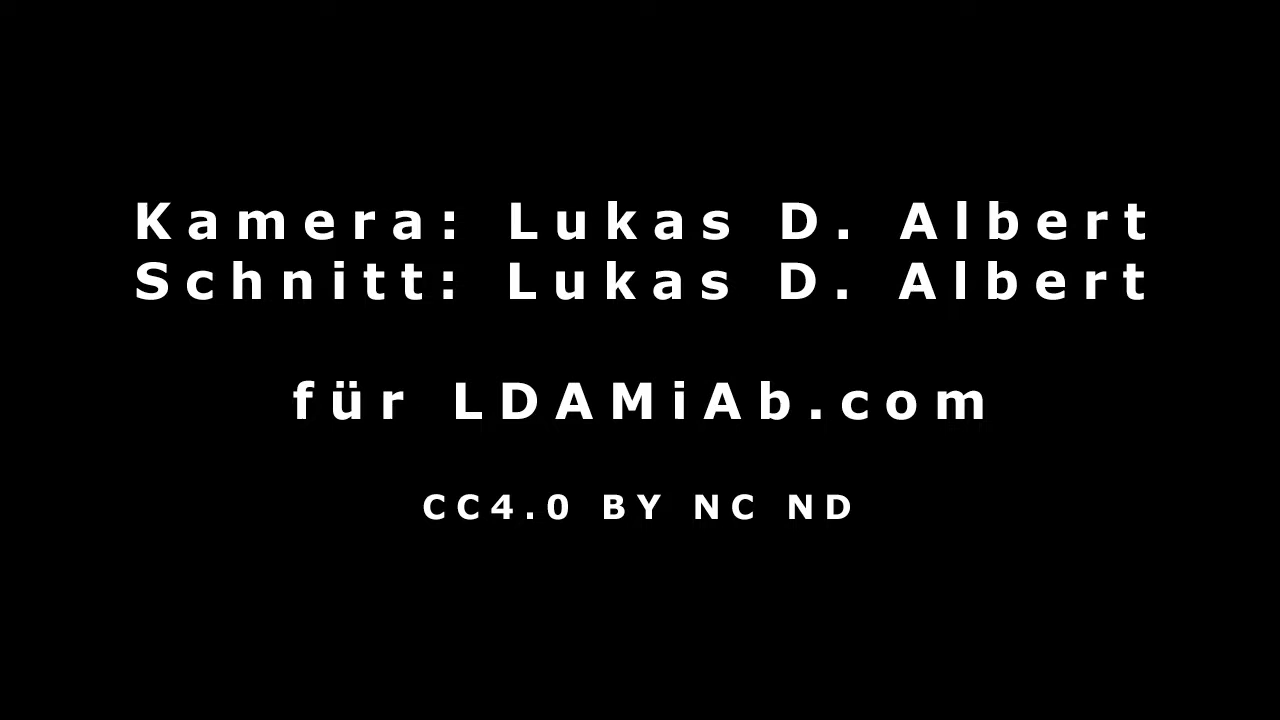 Kamera: Lukas D. Albert
Schnitt: Lukas D. Albert
für LDAMiAb.com
CC4.0 BY NC ND